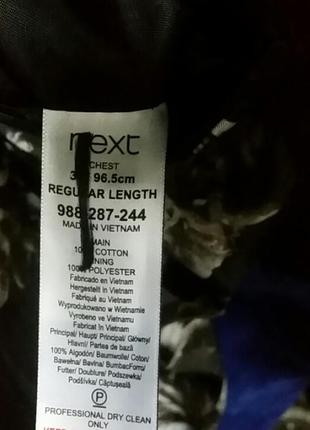 next
CHEST
96.5cm
REGULAR LENGTH
988-287-244
MADE IN VIETNAM
MAIN
100% COTTON
LINING
100% POLYESTER
Fabricado en Vietnam
Hergestellt in Vietnam
Fabriqué au Vietnam
Wyprodukowano w Wietnamie
Vyrobeno ve Vietnamu
Fabricat în Vietnam
Principal/ Haupt/ Principal/ Główny/
Hlavní/ Partea de bază
100% Algodón/ Baumwolle/ Coton/
Bawełna/ Bavlna/ BumbacForro/
Futter/ Doublure/ Podszewka/
Podšívka/ Căptușeală
P
PROFESSIONAL DRY CLEAN
ONLY